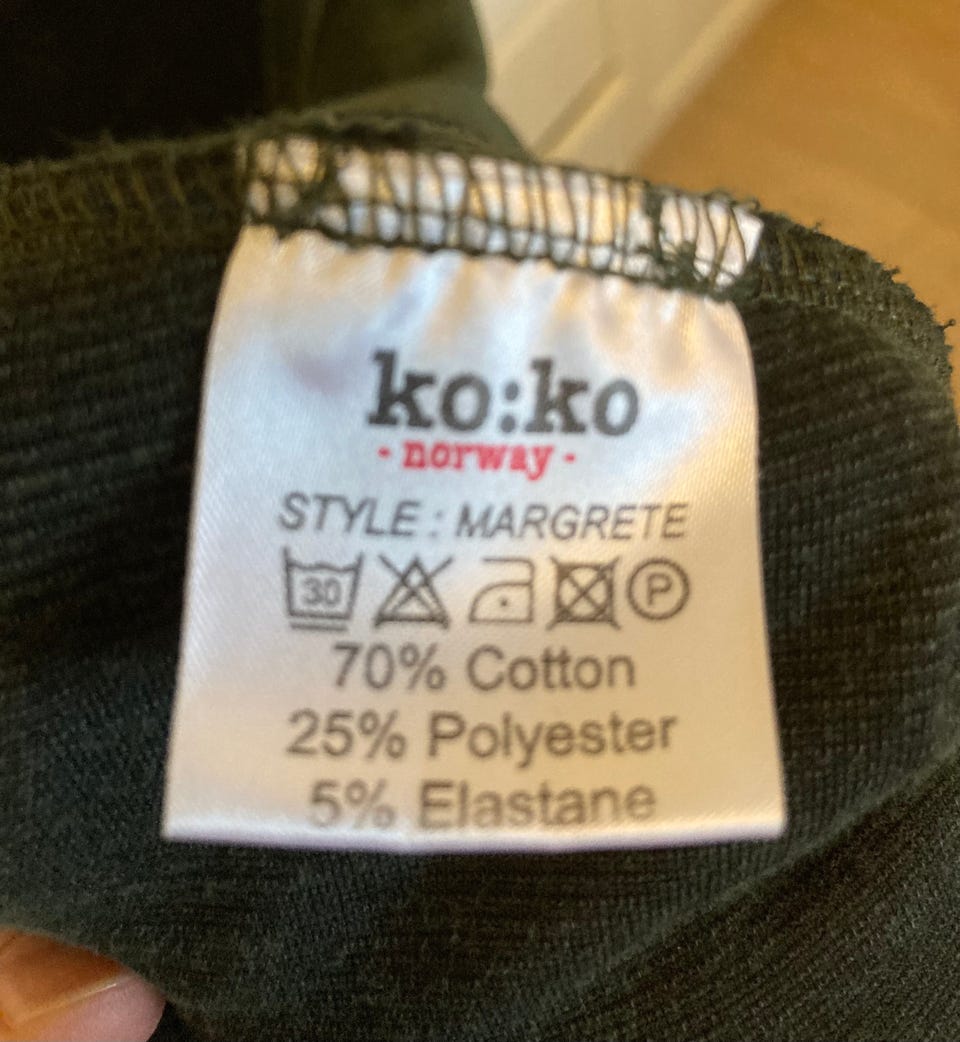 ko:ko
- norway -
STYLE : MARGRETE
30 P
70% Cotton
25% Polyester
5% Elastane